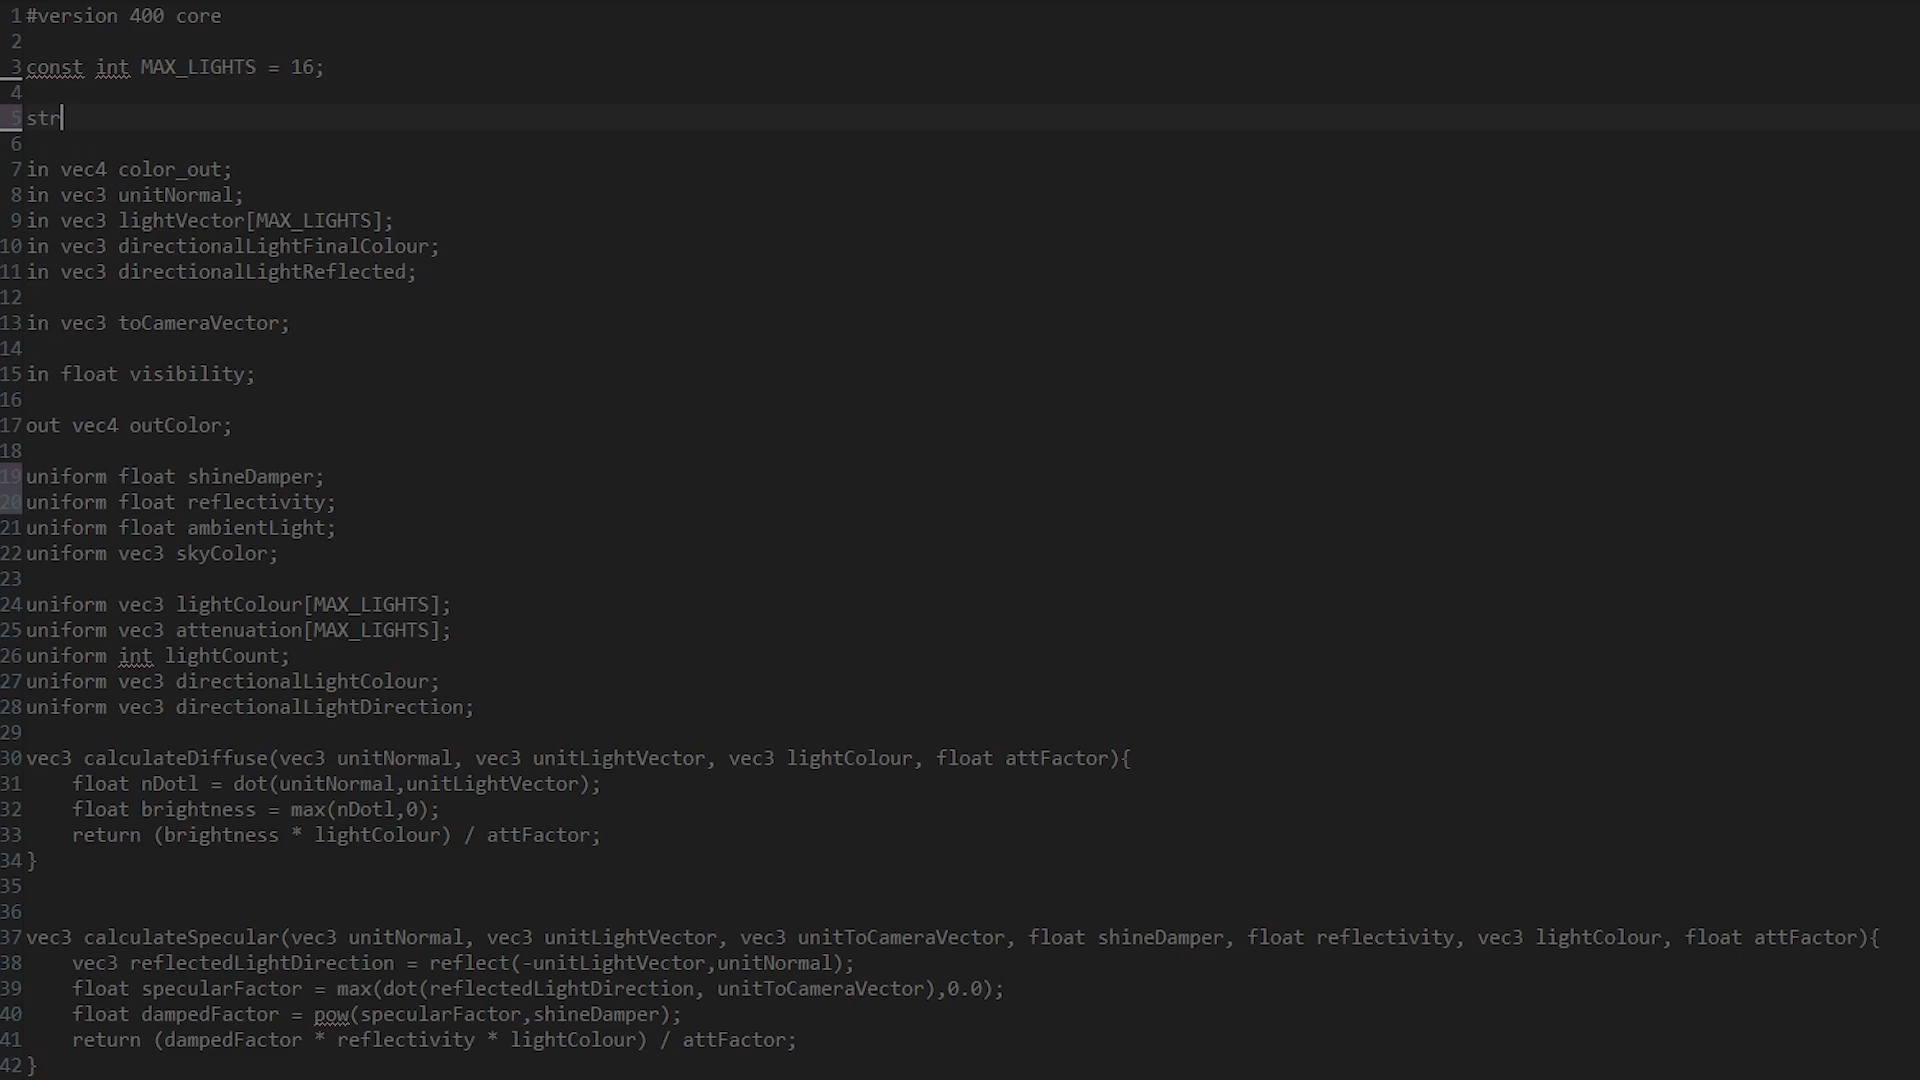 1 #version 400 core
2
3 const int MAX_LIGHTS = 16;
4
5 str
6
7 in vec4 color_out;
8 in vec3 unitNormal;
9 in vec3 lightVector[MAX_LIGHTS];
10 in vec3 directionalLightFinalColour;
11 in vec3 directionalLightReflected;
12
13 in vec3 toCameraVector;
14
15 in float visibility;
16
17 out vec4 outColor;
18
19 uniform float shineDamper;
20 uniform float reflectivity;
21 uniform float ambientLight;
22 uniform vec3 skyColor;
23
24 uniform vec3 lightColour[MAX_LIGHTS];
25 uniform vec3 attenuation[MAX_LIGHTS];
26 uniform int lightCount;
27 uniform vec3 directionalLightColour;
28 uniform vec3 directionalLightDirection;
29
30 vec3 calculateDiffuse(vec3 unitNormal, vec3 unitLightVector, vec3 lightColour, float attFactor){
31     float nDotl = dot(unitNormal,unitLightVector);
32     float brightness = max(nDotl,0);
33     return (brightness * lightColour) / attFactor;
34 }
35
36
37 vec3 calculateSpecular(vec3 unitNormal, vec3 unitLightVector, vec3 unitToCameraVector, float shineDamper, float reflectivity, vec3 lightColour, float attFactor){
38     vec3 reflectedLightDirection = reflect(-unitLightVector,unitNormal);
39     float specularFactor = max(dot(reflectedLightDirection, unitToCameraVector),0.0);
40     float dampedFactor = pow(specularFactor,shineDamper);
41     return (dampedFactor * reflectivity * lightColour) / attFactor;
42 }